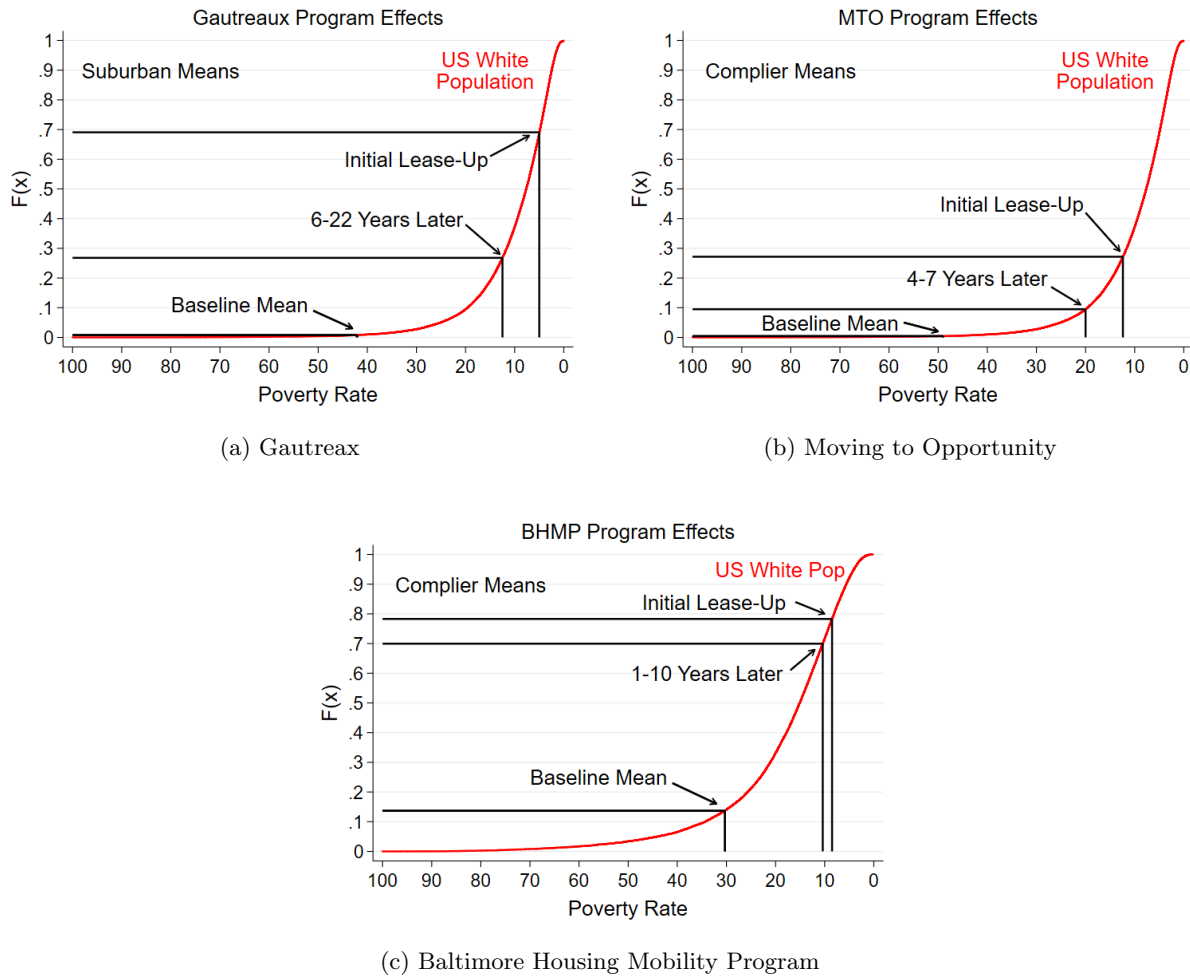 Gautreaux Program Effects
Suburban Means
US White
Population
Initial Lease-Up
6-22 Years Later
Baseline Mean
F(x)
1
.9
.8
.7
.6
.5
.4
.3
.2
.1
0
100 90 80 70 60 50 40 30 20 10 0
Poverty Rate
(a) Gautreax
MTO Program Effects
Complier Means
US White
Population
Initial Lease-Up
4-7 Years Later
Baseline Mean
F(x)
1
.9
.8
.7
.6
.5
.4
.3
.2
.1
0
100 90 80 70 60 50 40 30 20 10 0
Poverty Rate
(b) Moving to Opportunity
BHMP Program Effects
US White Pop
Complier Means
Initial Lease-Up
1-10 Years Later
Baseline Mean
F(x)
1
.9
.8
.7
.6
.5
.4
.3
.2
.1
0
100 90 80 70 60 50 40 30 20 10 0
Poverty Rate
(c) Baltimore Housing Mobility Program